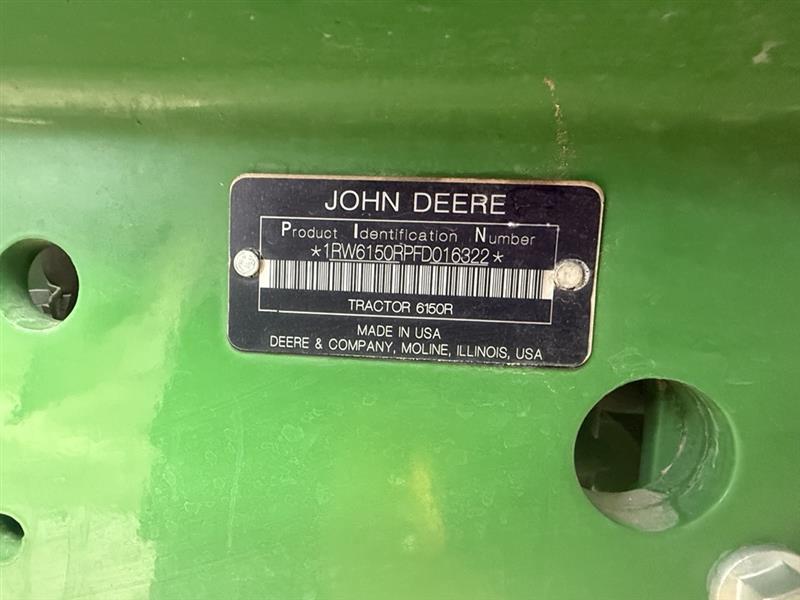 JOHN DEERE
Product Identification Number
*1RW6150RPFD016322*
TRACTOR 6150R
MADE IN USA
DEERE & COMPANY, MOLINE, ILLINOIS, USA